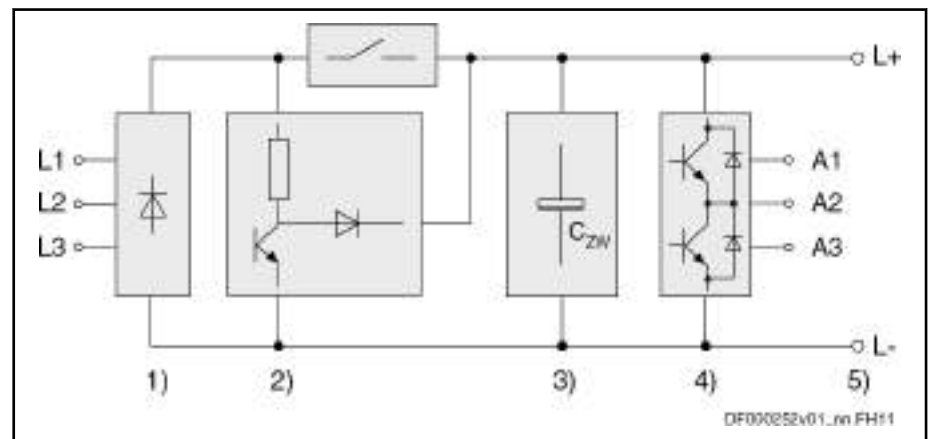 L+
L1
L2
L3
C_ZW
A1
A2
A3
L-
1)
2)
3)
4)
5)
DF000252v01_nn.FH11